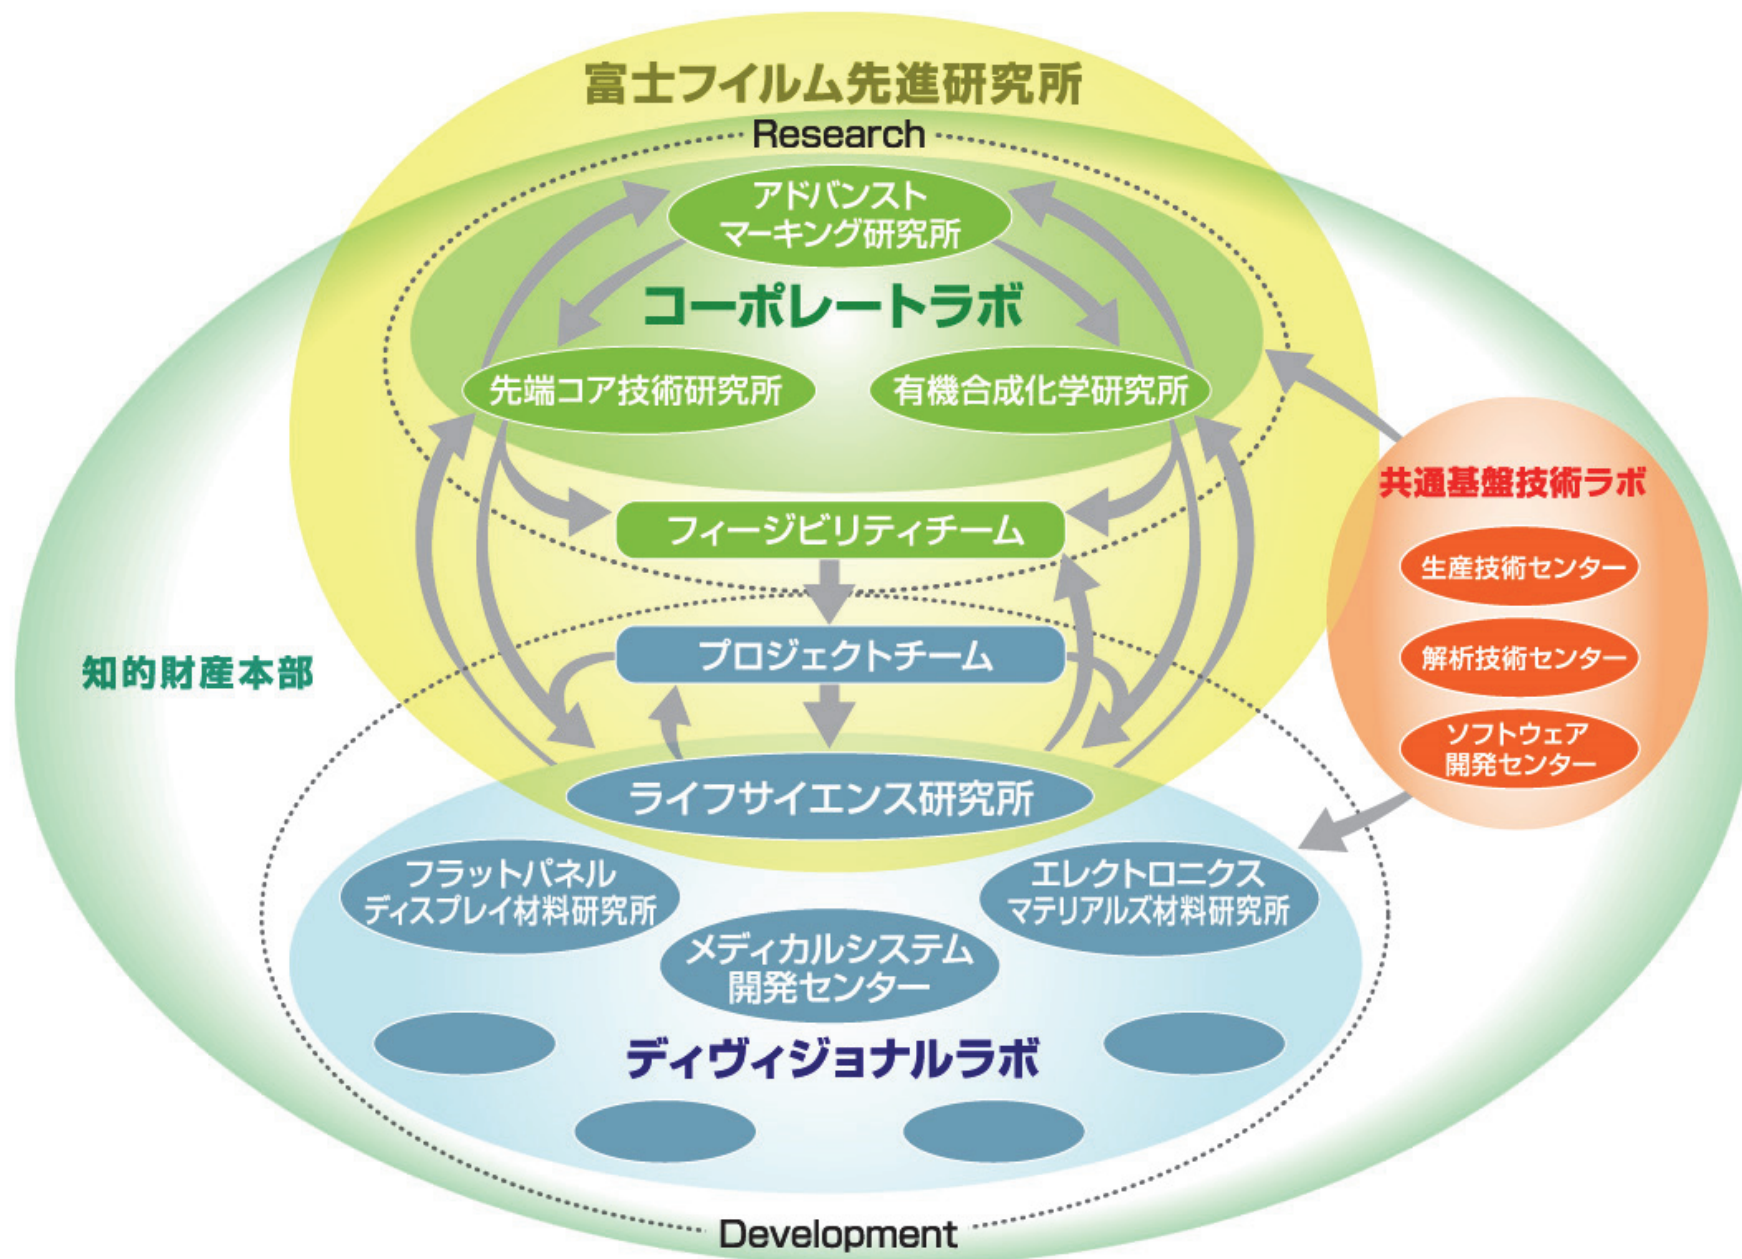 富士フイルム先進研究所
Research
アドバンスト
マーキング研究所
コーポレートラボ
先端コア技術研究所
有機合成化学研究所
フィージビリティチーム
プロジェクトチーム
共通基盤技術ラボ
生産技術センター
解析技術センター
ソフトウェア
開発センター
知的財産本部
ライフサイエンス研究所
フラットパネル
ディスプレイ材料研究所
エレクトロニクス
マテリアルズ材料研究所
メディカルシステム
開発センター
ディヴィジョナルラボ
Development